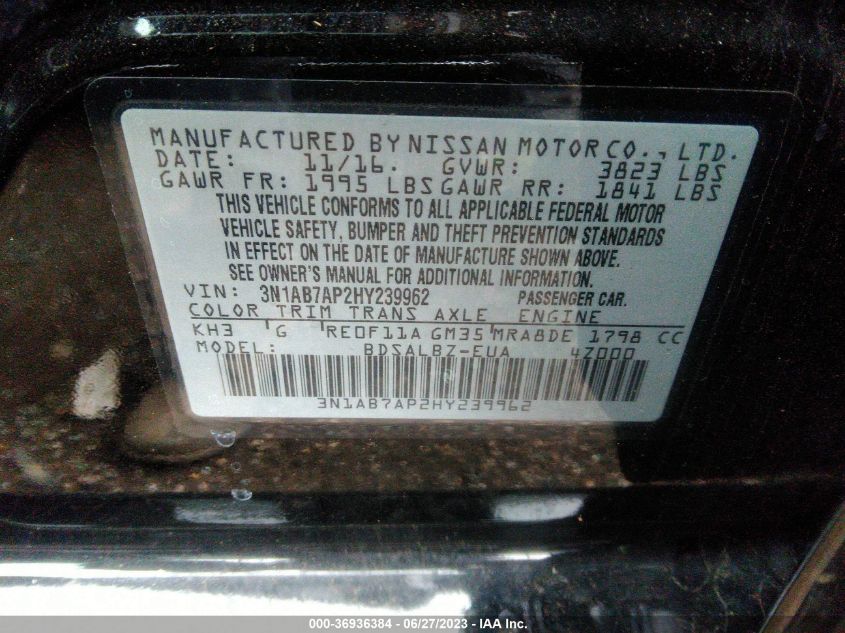 MANUFACTURED BY NISSAN MOTOR CO., LTD.
DATE: 11/16. GVWR: 3823 LBS
GAWR FR: 1995 LBS GAWR RR: 1841 LBS
THIS VEHICLE CONFORMS TO ALL APPLICABLE FEDERAL MOTOR
VEHICLE SAFETY, BUMPER AND THEFT PREVENTION STANDARDS
IN EFFECT ON THE DATE OF MANUFACTURE SHOWN ABOVE.
SEE OWNER'S MANUAL FOR ADDITIONAL INFORMATION.
VIN: 3N1AB7AP2HY239962 PASSENGER CAR.
COLOR TRIM TRANS AXLE ENGINE
KH3 G RE0F11A GM35 MRA8DE 1798 CC
MODEL: BDSALBZ-EUA 4Z000
3N1AB7AP2HY239962
000-36936384 | 06/27/2023 - IAA Inc.